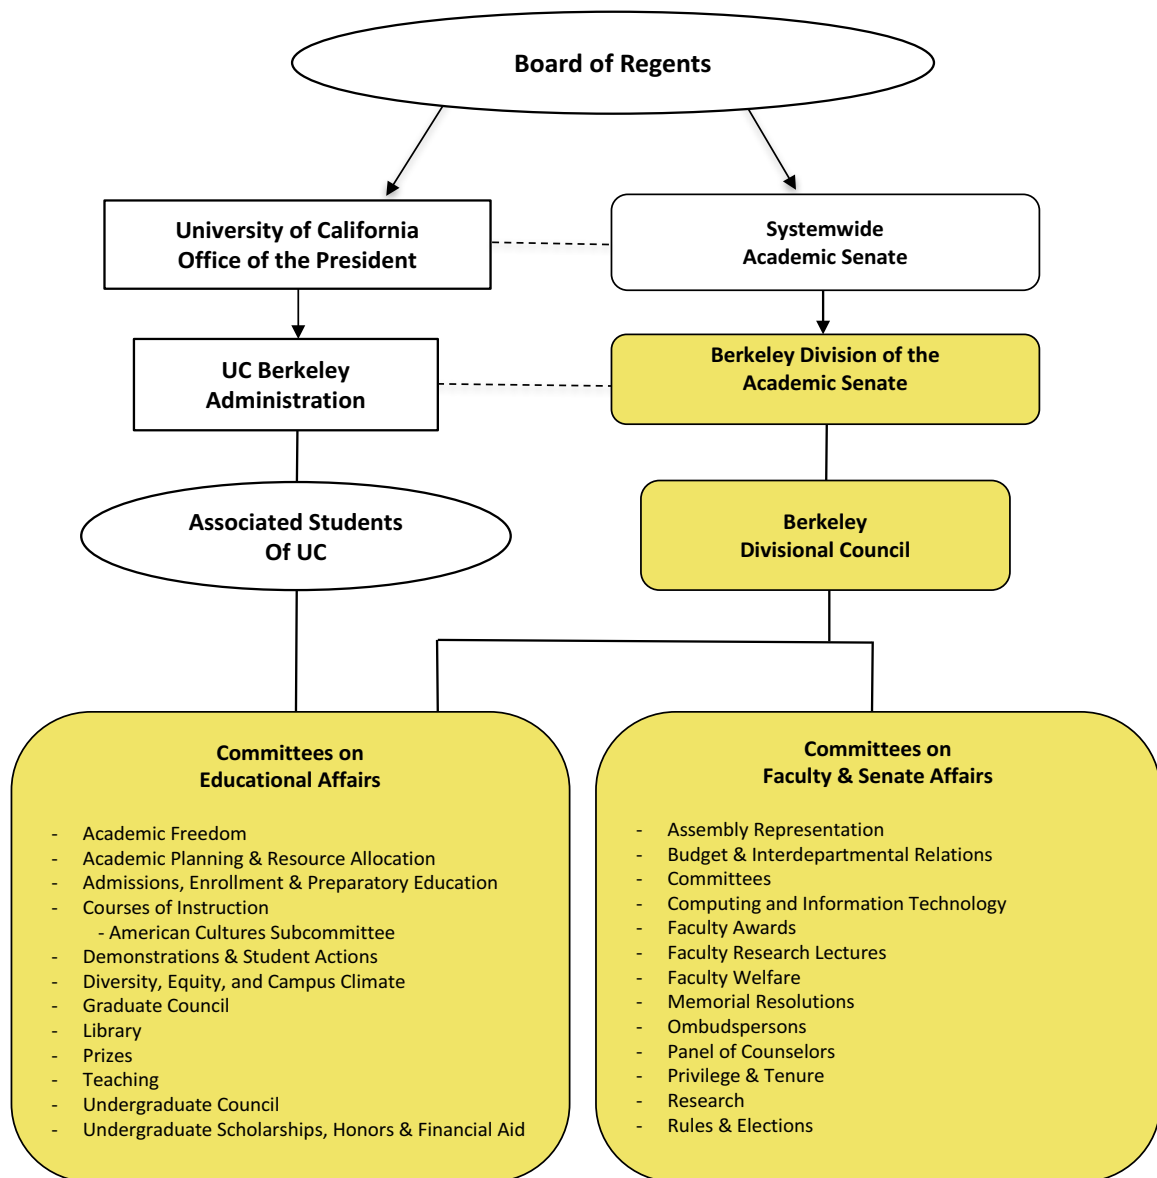 Board of Regents
University of California
Office of the President
Systemwide
Academic Senate
UC Berkeley
Administration
Berkeley Division of the
Academic Senate
Associated Students
Of UC
Berkeley
Divisional Council
Committees on
Educational Affairs
- Academic Freedom
- Academic Planning & Resource Allocation
- Admissions, Enrollment & Preparatory Education
- Courses of Instruction
- American Cultures Subcommittee
- Demonstrations & Student Actions
- Diversity, Equity, and Campus Climate
- Graduate Council
- Library
- Prizes
- Teaching
- Undergraduate Council
- Undergraduate Scholarships, Honors & Financial Aid
Committees on
Faculty & Senate Affairs
- Assembly Representation
- Budget & Interdepartmental Relations
- Committees
- Computing and Information Technology
- Faculty Awards
- Faculty Research Lectures
- Faculty Welfare
- Memorial Resolutions
- Ombudspersons
- Panel of Counselors
- Privilege & Tenure
- Research
- Rules & Elections